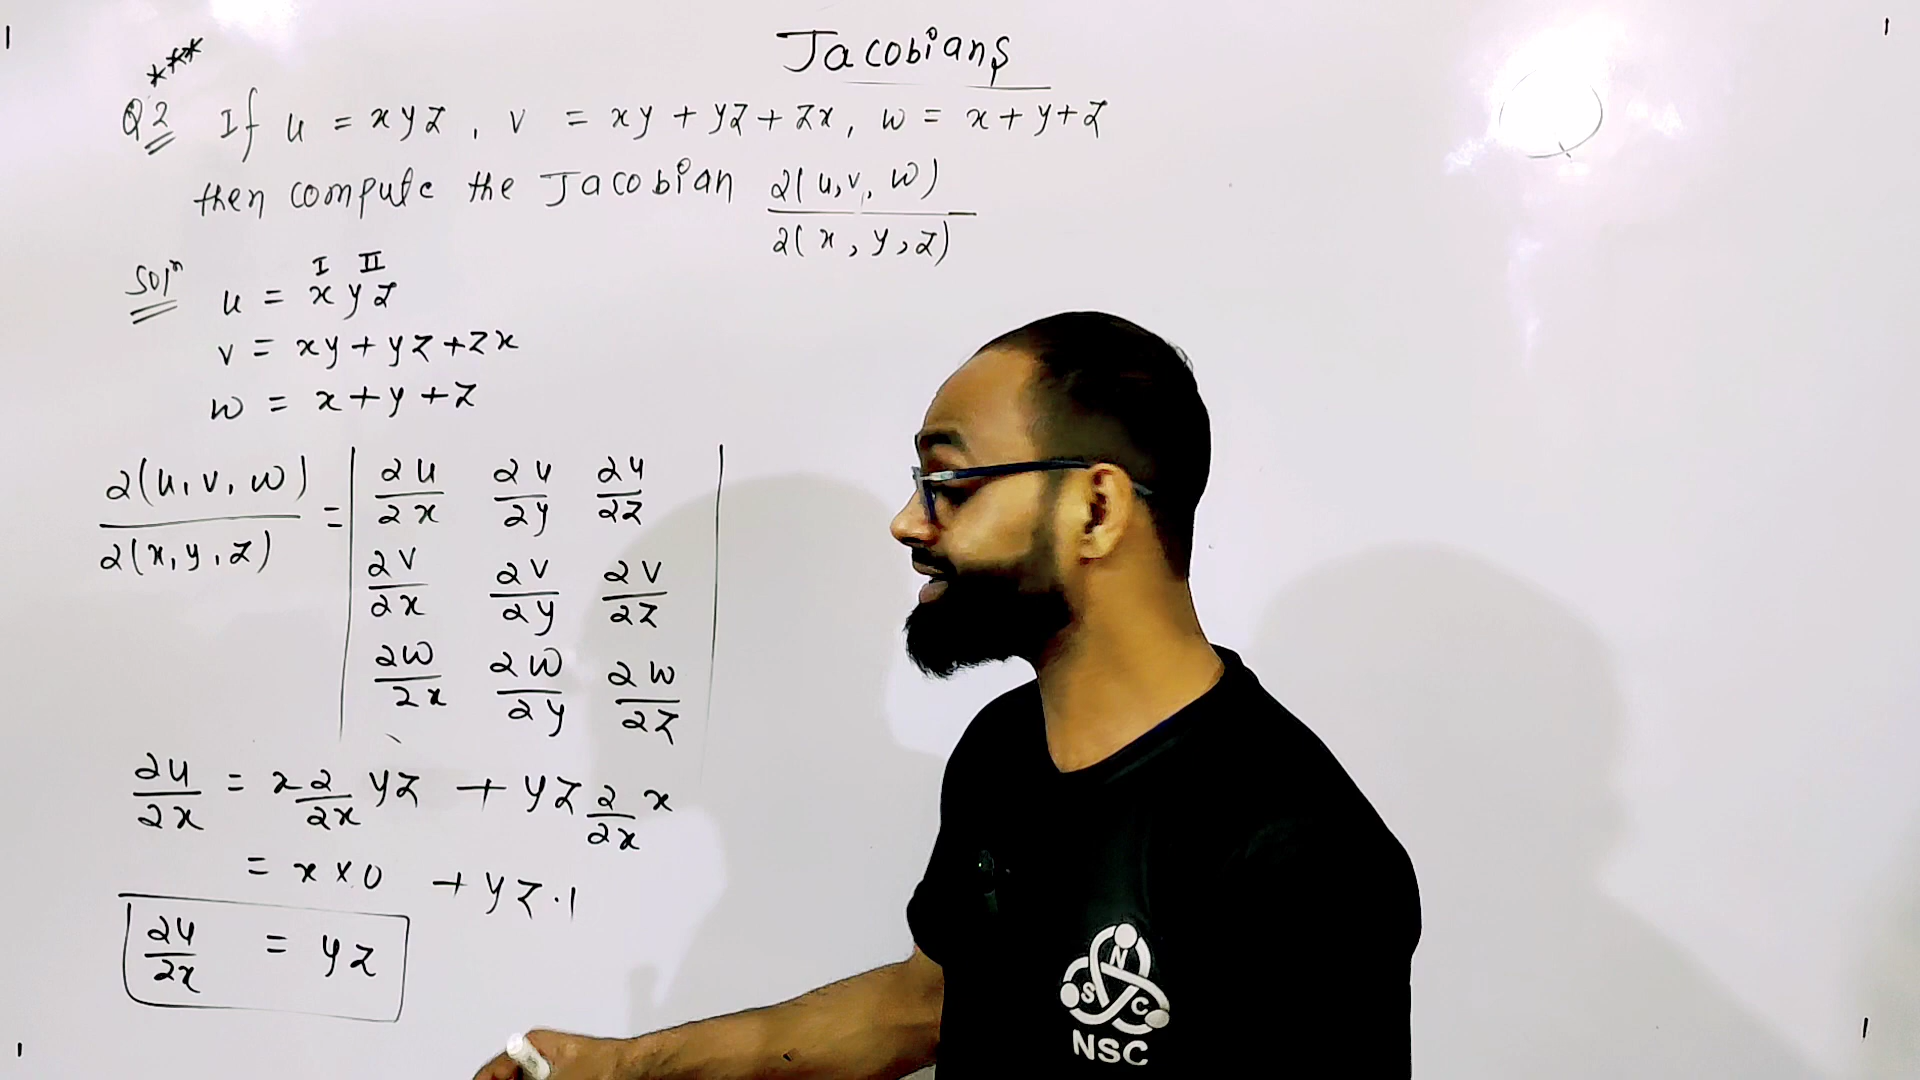 Jacobians
***
Q2 If u = xyz, v = xy + yz + zx, w = x + y + z
then compute the Jacobian ∂(u,v,w)/∂(x,y,z)
I II
Solⁿ u = xyz
v = xy + yz + zx
w = x + y + z
∂(u,v,w)/∂(x,y,z) = | ∂u/∂x ∂u/∂y ∂u/∂z |
| ∂v/∂x ∂v/∂y ∂v/∂z |
| ∂w/∂x ∂w/∂y ∂w/∂z |
∂u/∂x = x ∂/∂x yz + yz ∂/∂x x
= x × 0 + yz · 1
∂u/∂x = yz
N
S C
NSC